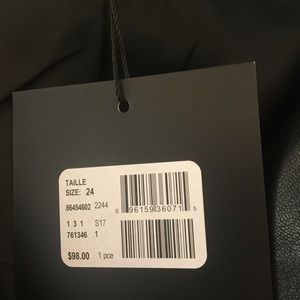 TAILLE
SIZE: 24
86454602 2244
6 96159 36071 5
1 3 1 S17
761346 1
$98.00 1 pce